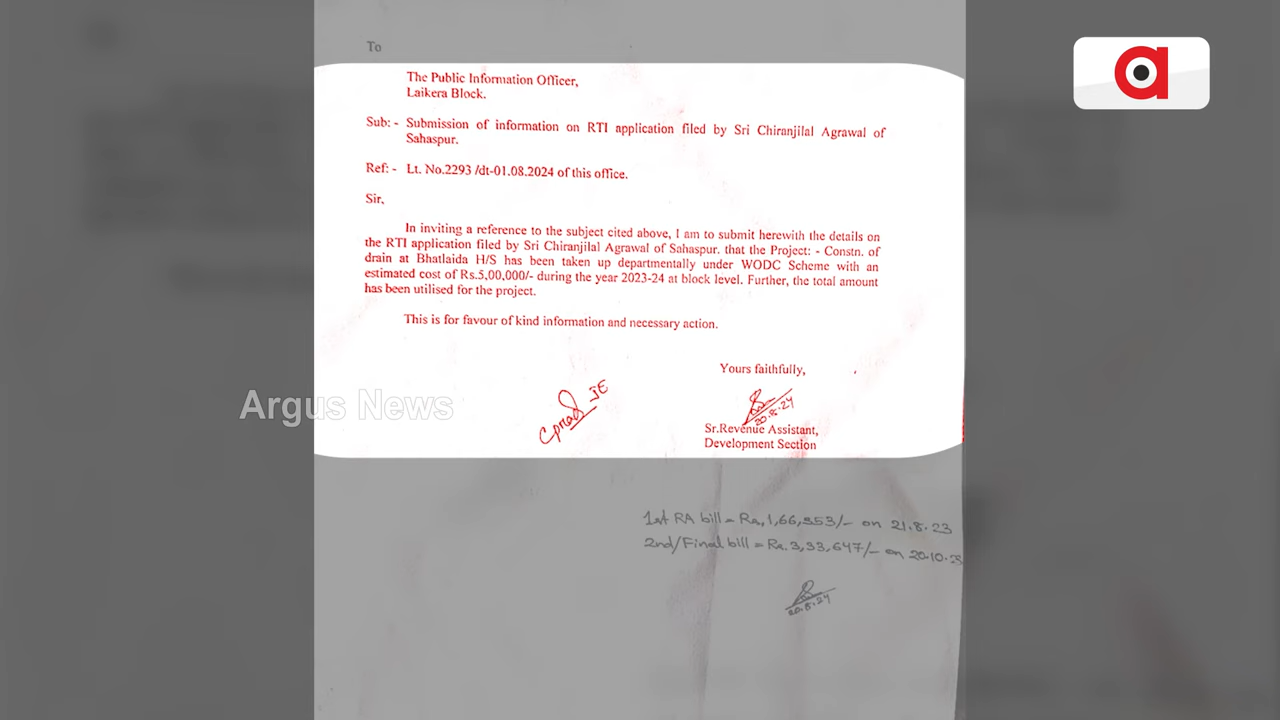 To
The Public Information Officer,
Laikera Block.
Sub: - Submission of information on RTI application filed by Sri Chiranjilal Agrawal of
Sahaspur.
Ref: - Lt. No.2293 /dt-01.08.2024 of this office.
Sir,
In inviting a reference to the subject cited above, I am to submit herewith the details on
the RTI application filed by Sri Chiranjilal Agrawal of Sahaspur. that the Project: - Constn. of
drain at Bhatlaida H/S has been taken up departmentally under WODC Scheme with an
estimated cost of Rs.5,00,000/- during the year 2023-24 at block level. Further, the total amount
has been utilised for the project.
This is for favour of kind information and necessary action.
Yours faithfully,
JE
20.8.24
Sr.Revenue Assistant,
Development Section
Argus News
1st RA bill = Rs, 1,66,353/- on 21.8.23
2nd/Final bill = Rs. 3,33,647/- on 20.10.23
20.8.24